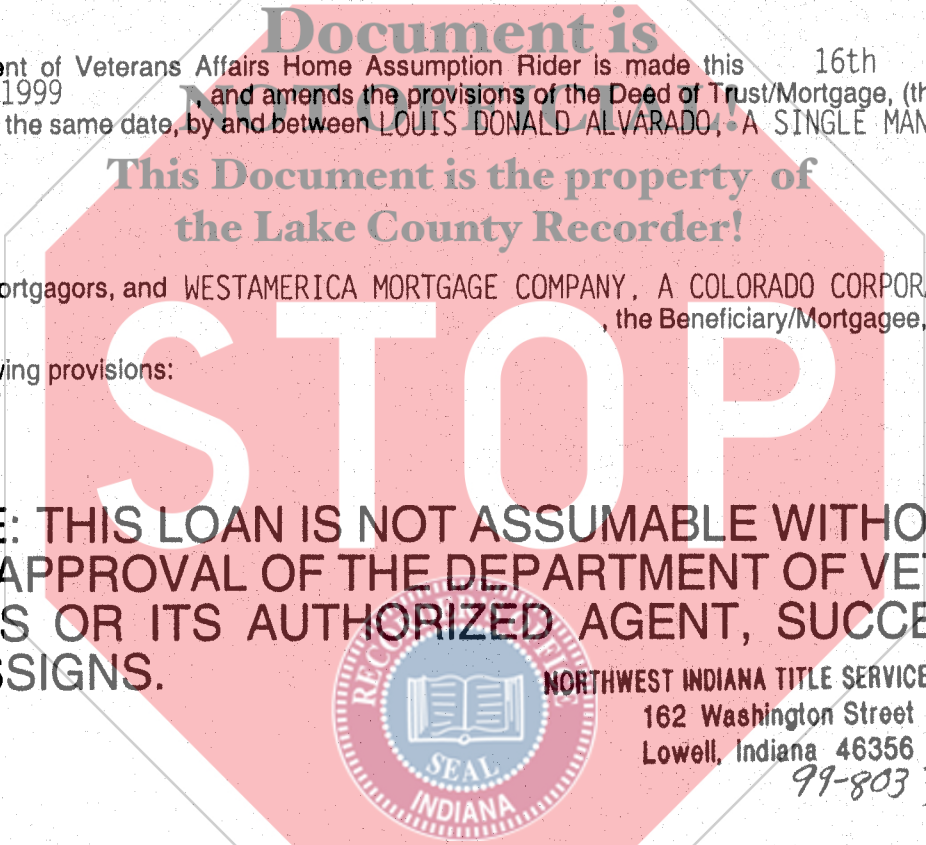 Document is
ent of Veterans Affairs Home Assumption Rider is made this 16th
1999 , and amends the provisions of the Deed of Trust/Mortgage, (th
NOT OFFICIAL!
the same date, by and between LOUIS DONALD ALVARADO, A SINGLE MAN
This Document is the property of
the Lake County Recorder!
ortgagors, and WESTAMERICA MORTGAGE COMPANY, A COLORADO CORPOR
, the Beneficiary/Mortgagee,
ing provisions:
STOP
E: THIS LOAN IS NOT ASSUMABLE WITHO
APPROVAL OF THE DEPARTMENT OF VE
S OR ITS AUTHORIZED AGENT, SUCCE
SSIGNS.
NORTHWEST INDIANA TITLE SERVICE
162 Washington Street
Lowell, Indiana 46356
99-803
SEAL
INDIANA